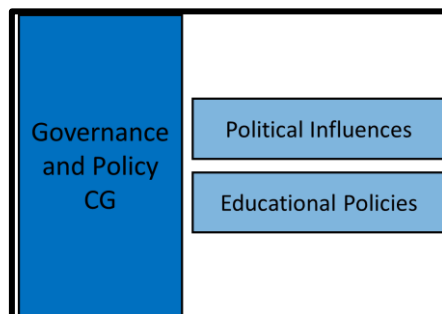 Governance
and Policy
CG
Political Influences
Educational Policies